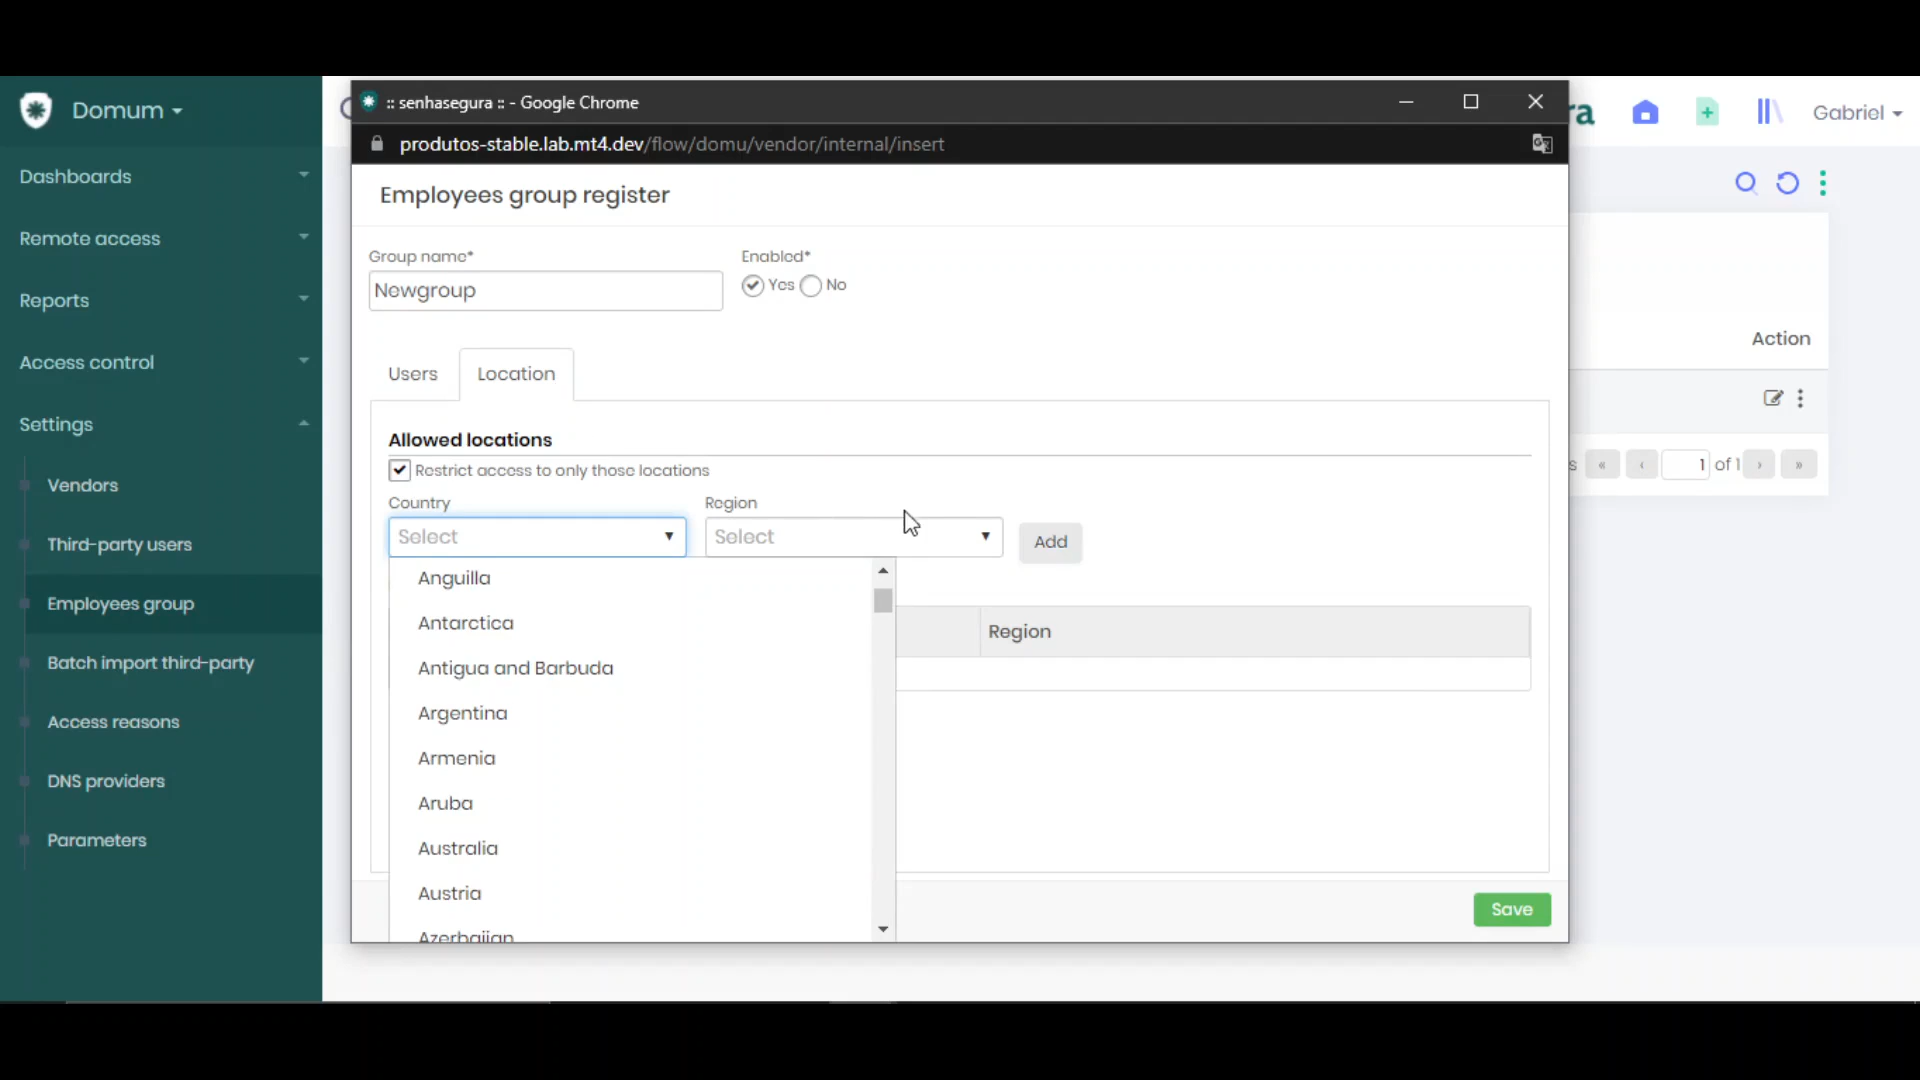 Domum
:: senhasegura :: - Google Chrome
Gabriel
produtos-stable.lab.mt4.dev/flow/domu/vendor/internal/insert
Dashboards
Remote access
Reports
Access control
Settings
Vendors
Third-party users
Employees group
Batch import third-party
Access reasons
DNS providers
Parameters
Employees group register
Group name*
Enabled*
Newgroup
Yes
No
Users
Location
Allowed locations
Restrict access to only those locations
Country
Region
Select
Select
Add
Anguilla
Antarctica
Antigua and Barbuda
Argentina
Armenia
Aruba
Australia
Austria
Azerbaijan
Region
Save
Action
s « ‹ 1 of 1 › »